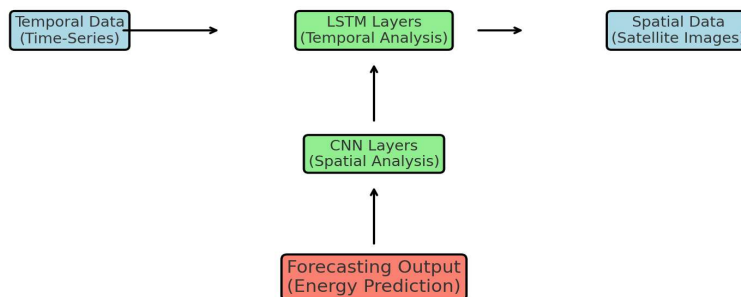 Temporal Data
(Time-Series)
LSTM Layers
(Temporal Analysis)
Spatial Data
(Satellite Images
CNN Layers
(Spatial Analysis)
Forecasting Output
(Energy Prediction)